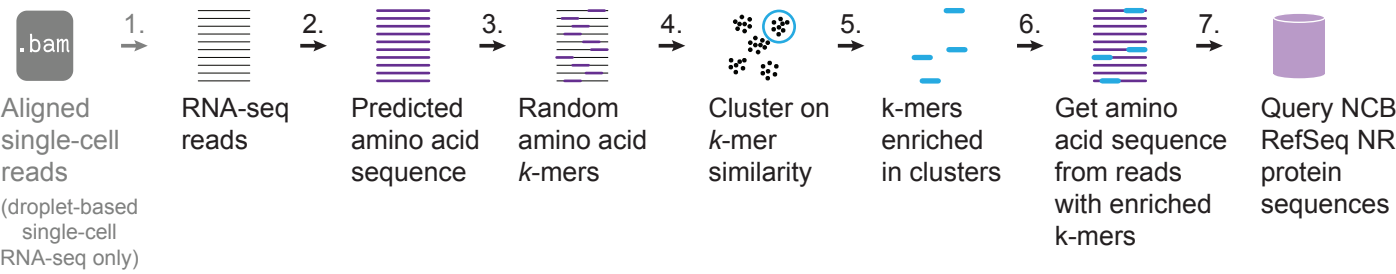 .bam
1.
2.
3.
4.
5.
6.
7.
Aligned
single-cell
reads
(droplet-based
single-cell
RNA-seq only)
RNA-seq
reads
Predicted
amino acid
sequence
Random
amino acid
k-mers
Cluster on
k-mer
similarity
k-mers
enriched
in clusters
Get amino
acid sequence
from reads
with enriched
k-mers
Query NCB
RefSeq NR
protein
sequences